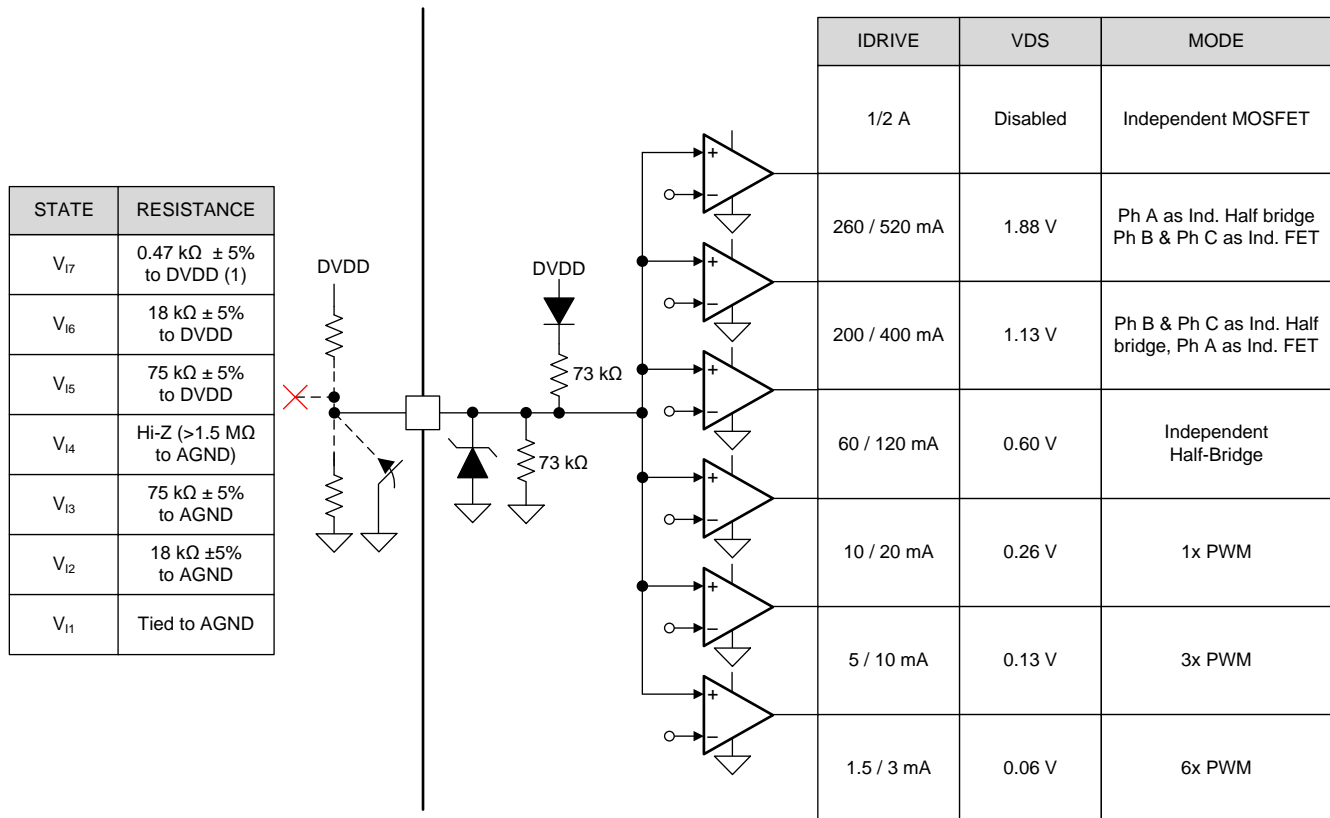 IDRIVE VDS MODE
1/2 A Disabled Independent MOSFET
260 / 520 mA 1.88 V Ph A as Ind. Half bridge
Ph B & Ph C as Ind. FET
200 / 400 mA 1.13 V Ph B & Ph C as Ind. Half
bridge, Ph A as Ind. FET
60 / 120 mA 0.60 V Independent
Half-Bridge
10 / 20 mA 0.26 V 1x PWM
5 / 10 mA 0.13 V 3x PWM
1.5 / 3 mA 0.06 V 6x PWM
STATE RESISTANCE
VI7 0.47 kΩ ± 5%
to DVDD (1)
VI6 18 kΩ ± 5%
to DVDD
VI5 75 kΩ ± 5%
to DVDD
VI4 Hi-Z (>1.5 MΩ
to AGND)
VI3 75 kΩ ± 5%
to AGND
VI2 18 kΩ ±5%
to AGND
VI1 Tied to AGND
DVDD
DVDD
73 kΩ
73 kΩ
+
−
+
−
+
−
+
−
+
−
+
−